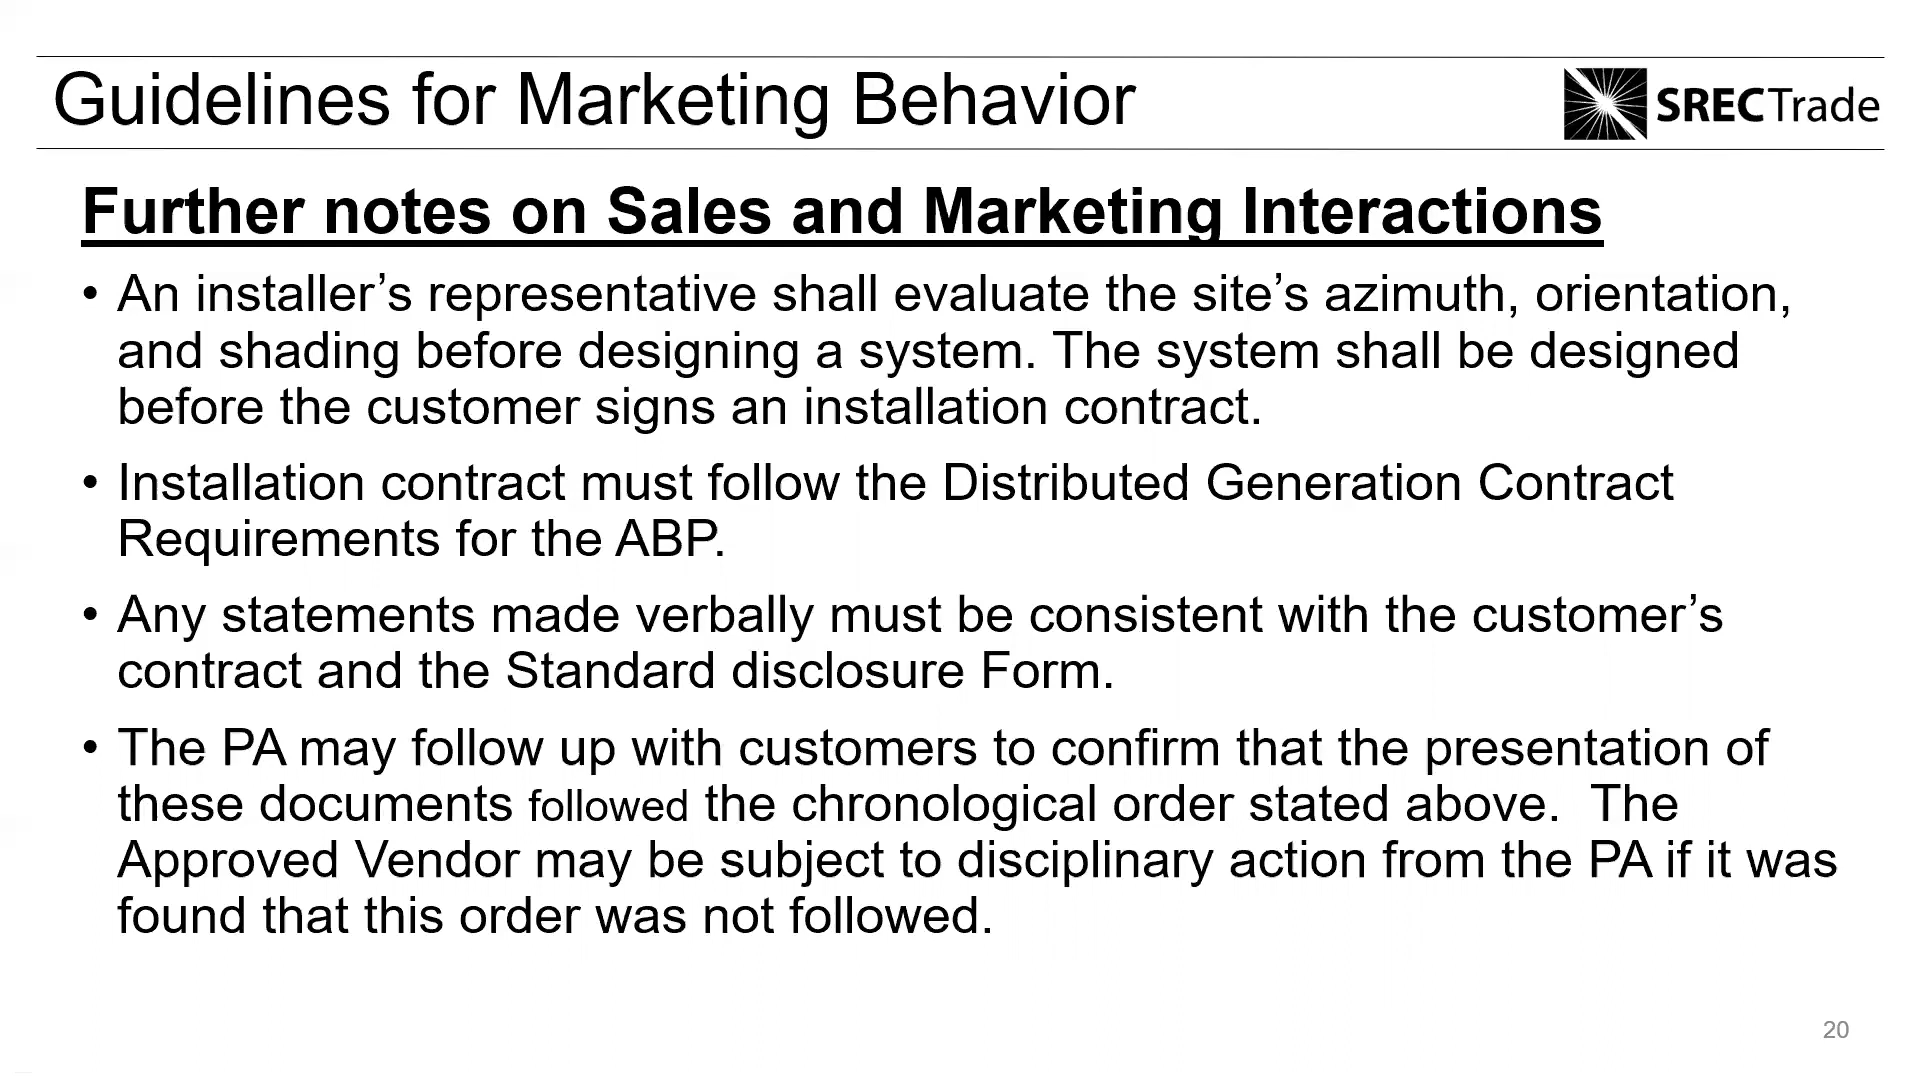 Guidelines for Marketing Behavior
SRECTrade
Further notes on Sales and Marketing Interactions
• An installer’s representative shall evaluate the site’s azimuth, orientation,
and shading before designing a system. The system shall be designed
before the customer signs an installation contract.
• Installation contract must follow the Distributed Generation Contract
Requirements for the ABP.
• Any statements made verbally must be consistent with the customer’s
contract and the Standard disclosure Form.
• The PA may follow up with customers to confirm that the presentation of
these documents followed the chronological order stated above.  The
Approved Vendor may be subject to disciplinary action from the PA if it was
found that this order was not followed.
20